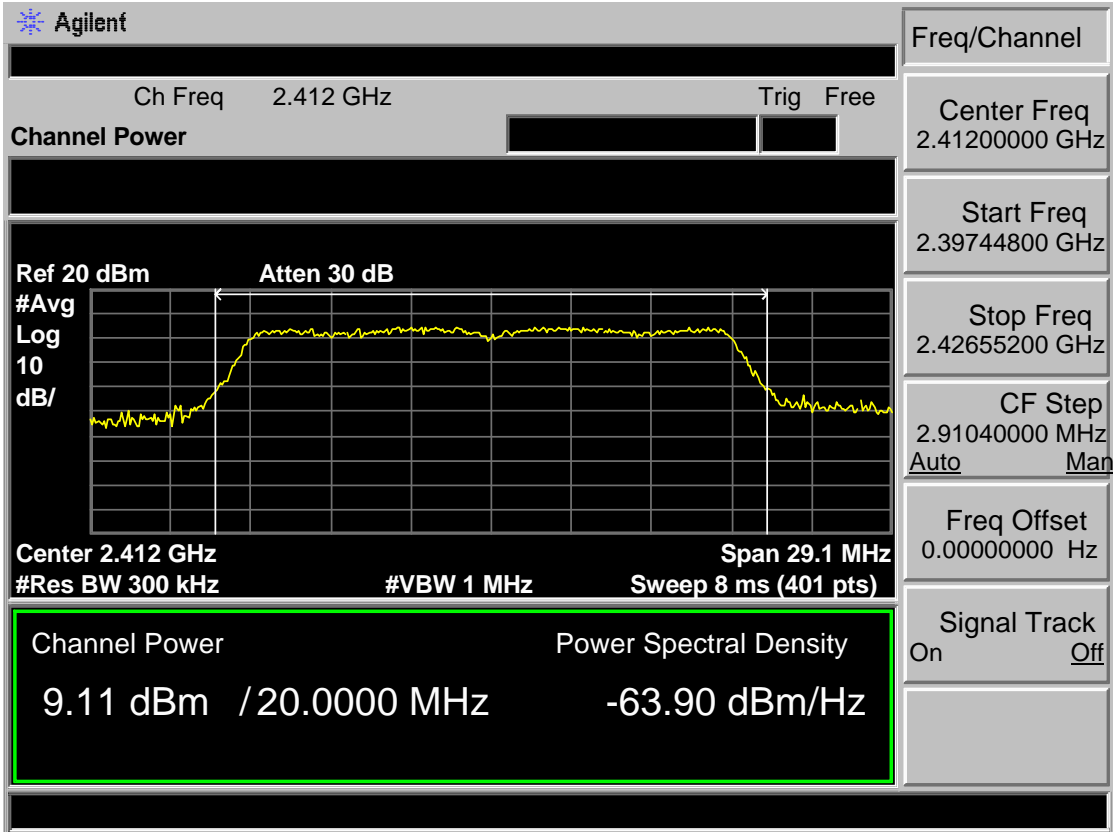 Agilent
Freq/Channel
Ch Freq 2.412 GHz Trig Free
Channel Power
Center Freq
2.41200000 GHz
Start Freq
2.39744800 GHz
Stop Freq
2.42655200 GHz
CF Step
2.91040000 MHz
Auto Man
Freq Offset
0.00000000 Hz
Signal Track
On Off
Ref 20 dBm Atten 30 dB
#Avg
Log
10
dB/
Center 2.412 GHz Span 29.1 MHz
#Res BW 300 kHz #VBW 1 MHz Sweep 8 ms (401 pts)
Channel Power Power Spectral Density
9.11 dBm / 20.0000 MHz -63.90 dBm/Hz